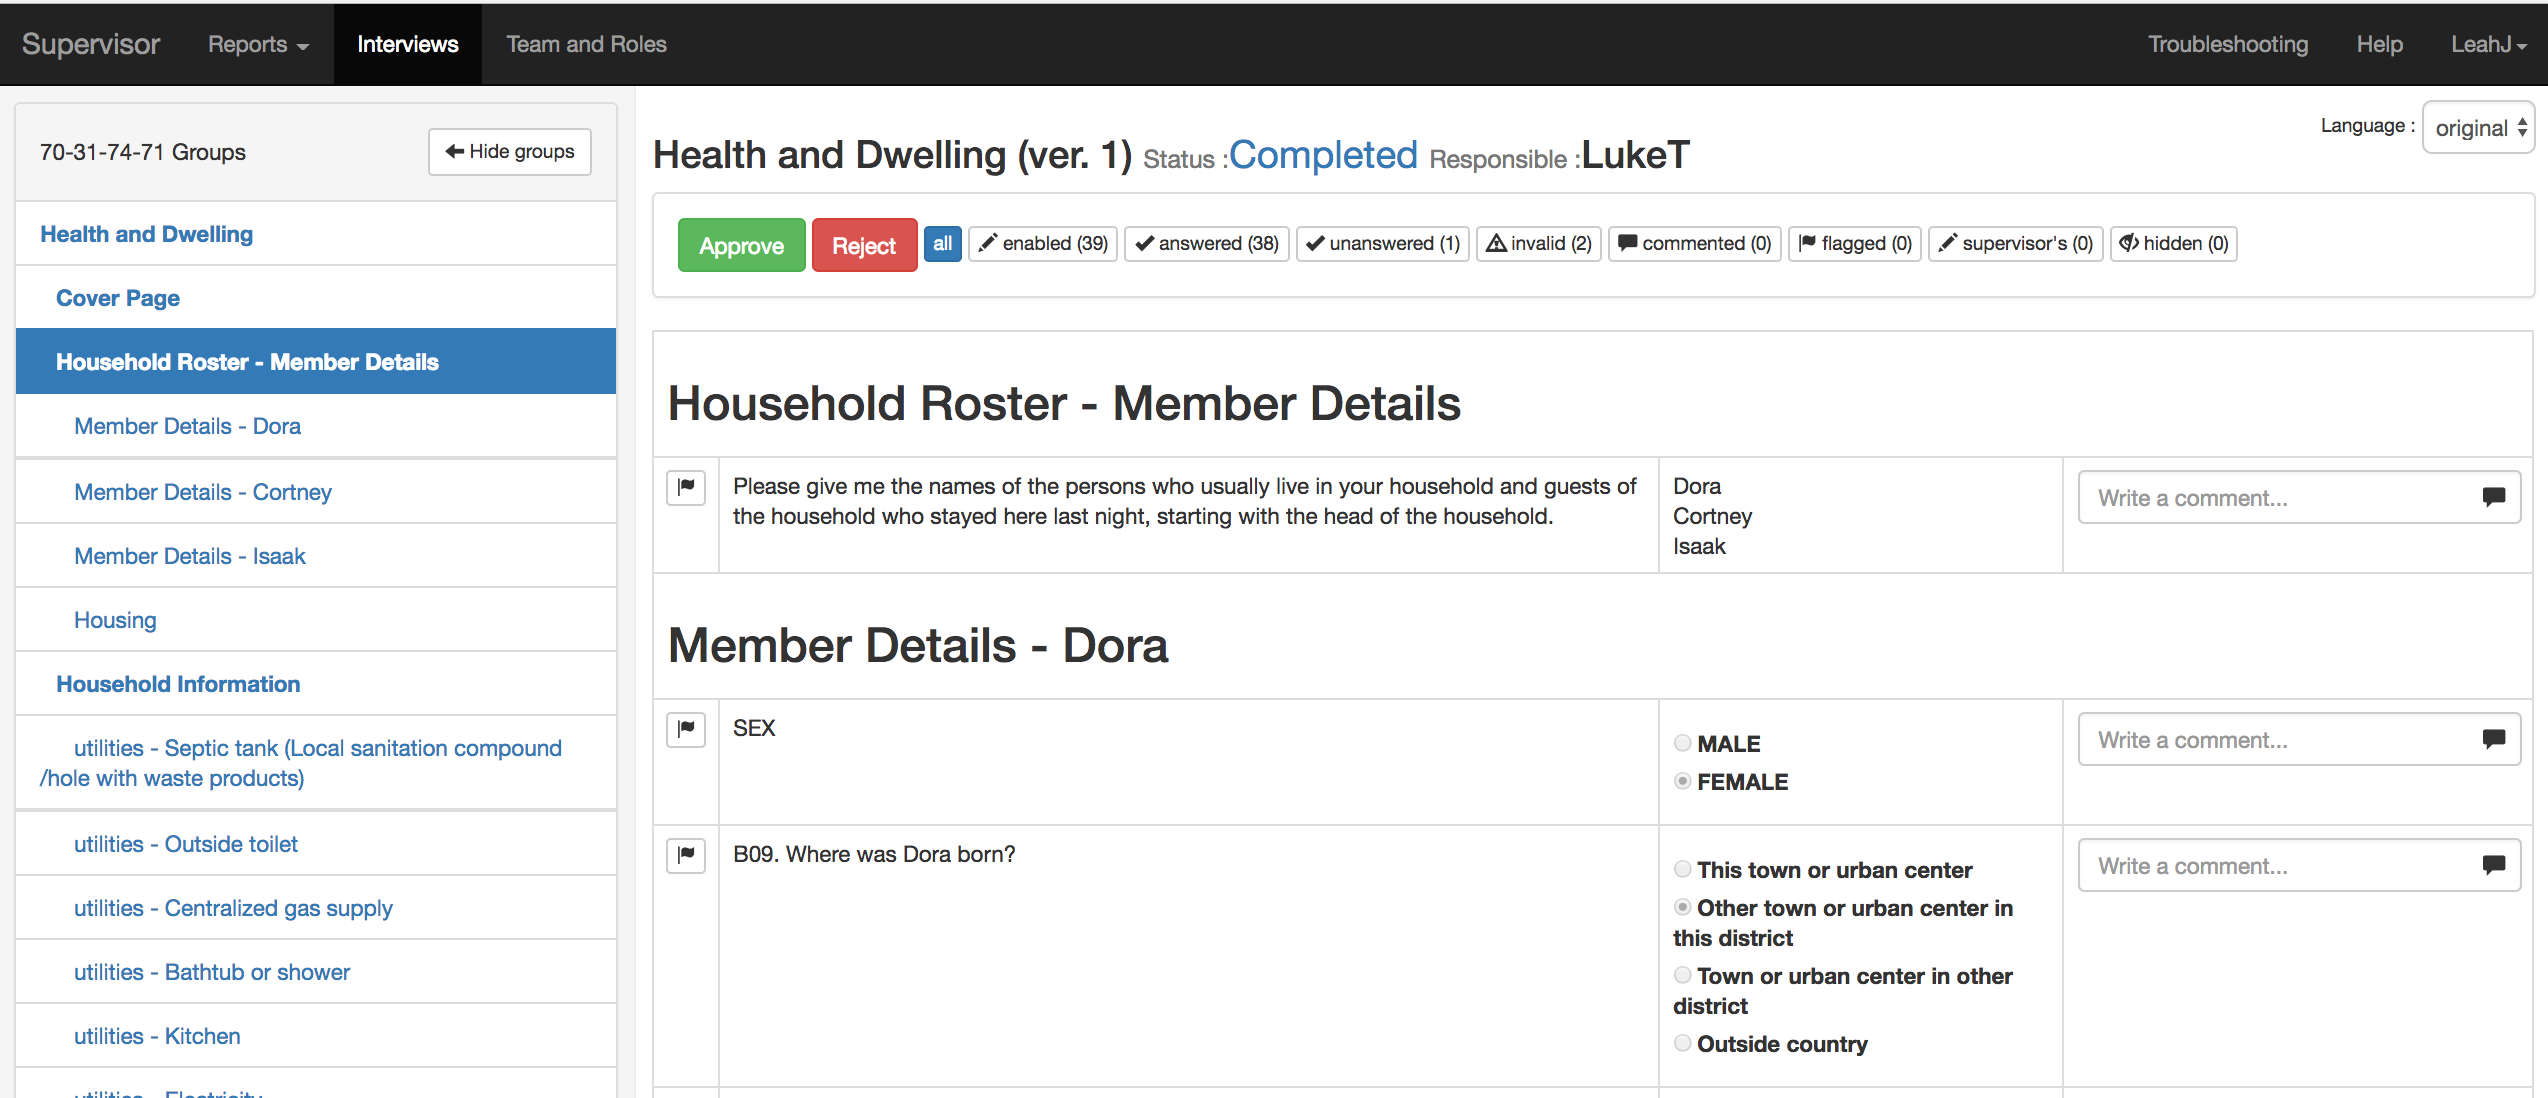 Supervisor Reports Interviews Team and Roles Troubleshooting Help LeahJ
70-31-74-71 Groups Hide groups
Health and Dwelling
Cover Page
Household Roster - Member Details
Member Details - Dora
Member Details - Cortney
Member Details - Isaak
Housing
Household Information
utilities - Septic tank (Local sanitation compound
/hole with waste products)
utilities - Outside toilet
utilities - Centralized gas supply
utilities - Bathtub or shower
utilities - Kitchen
utilities - Electricity
Language : original
Health and Dwelling (ver. 1) Status :Completed Responsible :LukeT
Approve Reject all enabled (39) answered (38) unanswered (1) invalid (2) commented (0) flagged (0) supervisor's (0) hidden (0)
Household Roster - Member Details
Please give me the names of the persons who usually live in your household and guests of
the household who stayed here last night, starting with the head of the household.
Dora
Cortney
Isaak
Write a comment...
Member Details - Dora
SEX
MALE
FEMALE
Write a comment...
B09. Where was Dora born?
This town or urban center
Other town or urban center in
this district
Town or urban center in other
district
Outside country
Write a comment...